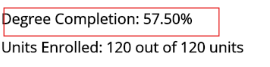 Degree Completion: 57.50%
Units Enrolled: 120 out of 120 units